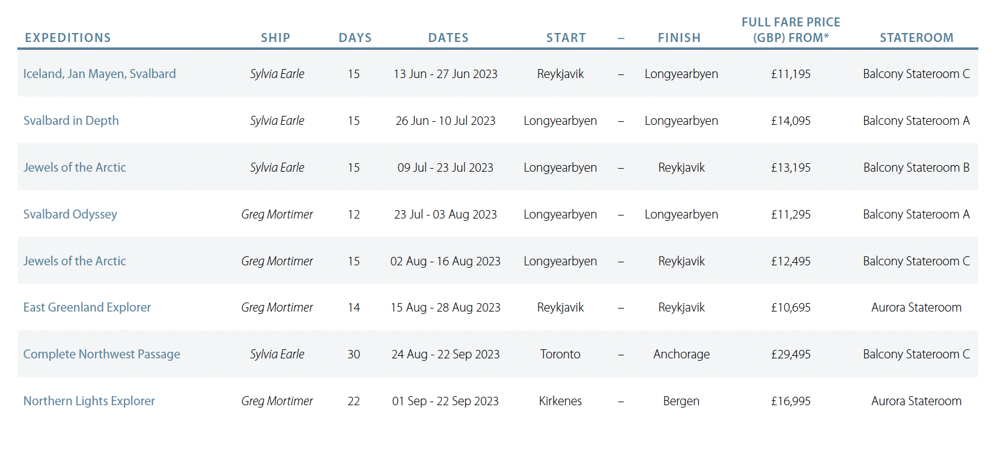 EXPEDITIONS SHIP DAYS DATES START – FINISH FULL FARE PRICE (GBP) FROM* STATEROOM
Iceland, Jan Mayen, Svalbard Sylvia Earle 15 13 Jun - 27 Jun 2023 Reykjavik – Longyearbyen £11,195 Balcony Stateroom C
Svalbard in Depth Sylvia Earle 15 26 Jun - 10 Jul 2023 Longyearbyen – Longyearbyen £14,095 Balcony Stateroom A
Jewels of the Arctic Sylvia Earle 15 09 Jul - 23 Jul 2023 Longyearbyen – Reykjavik £13,195 Balcony Stateroom B
Svalbard Odyssey Greg Mortimer 12 23 Jul - 03 Aug 2023 Longyearbyen – Longyearbyen £11,295 Balcony Stateroom A
Jewels of the Arctic Greg Mortimer 15 02 Aug - 16 Aug 2023 Longyearbyen – Reykjavik £12,495 Balcony Stateroom C
East Greenland Explorer Greg Mortimer 14 15 Aug - 28 Aug 2023 Reykjavik – Reykjavik £10,695 Aurora Stateroom
Complete Northwest Passage Sylvia Earle 30 24 Aug - 22 Sep 2023 Toronto – Anchorage £29,495 Balcony Stateroom C
Northern Lights Explorer Greg Mortimer 22 01 Sep - 22 Sep 2023 Kirkenes – Bergen £16,995 Aurora Stateroom